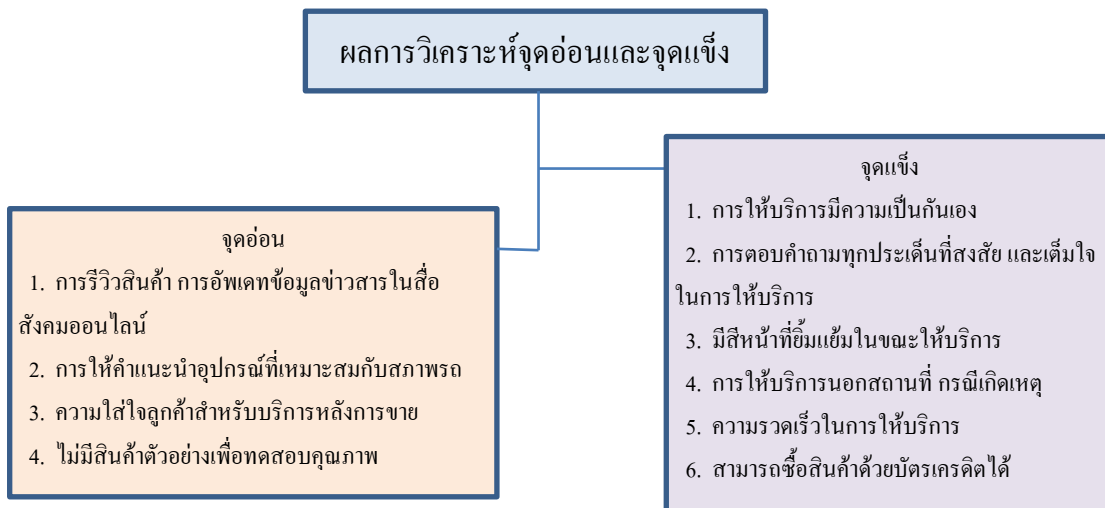 ผลการวิเคราะห์จุดอ่อนและจุดแข็ง
จุดอ่อน
1. การรีวิวสินค้า การอัพเดทข้อมูลข่าวสารในสื่อ
สังคมออนไลน์
2. การให้คำแนะนำอุปกรณ์ที่เหมาะสมกับสภาพรถ
3. ความใส่ใจลูกค้าสำหรับบริการหลังการขาย
4. ไม่มีสินค้าตัวอย่างเพื่อทดสอบคุณภาพ
จุดแข็ง
1. การให้บริการมีความเป็นกันเอง
2. การตอบคำถามทุกประเด็นที่สงสัย และเต็มใจ
ในการให้บริการ
3. มีสีหน้าที่ยิ้มแย้มในขณะให้บริการ
4. การให้บริการนอกสถานที่ กรณีเกิดเหตุ
5. ความรวดเร็วในการให้บริการ
6. สามารถซื้อสินค้าด้วยบัตรเครดิตได้